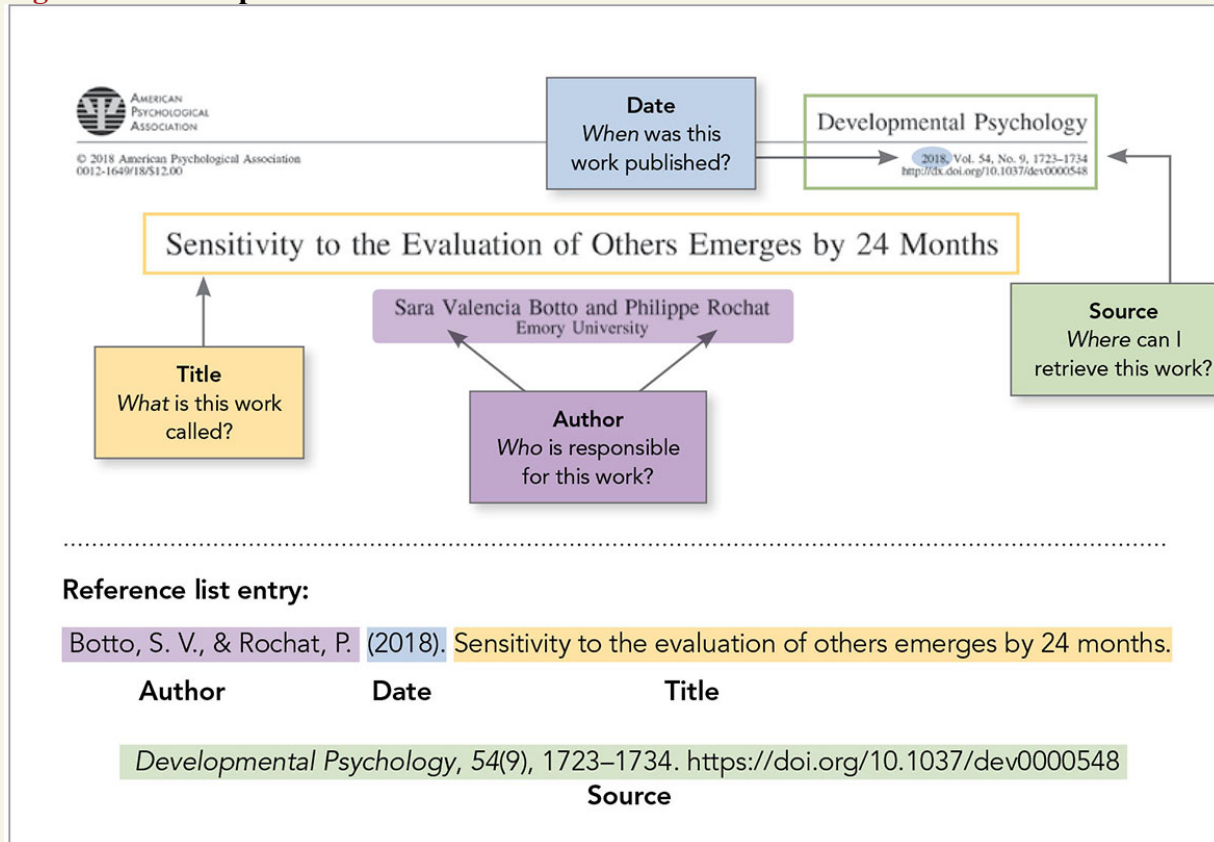 AMERICAN
PSYCHOLOGICAL
ASSOCIATION
© 2018 American Psychological Association
0012-1649/18/$12.00
Date
When was this
work published?
Developmental Psychology
2018, Vol. 54, No. 9, 1723–1734
http://dx.doi.org/10.1037/dev0000548
Sensitivity to the Evaluation of Others Emerges by 24 Months
Sara Valencia Botto and Philippe Rochat
Emory University
Title
What is this work
called?
Author
Who is responsible
for this work?
Source
Where can I
retrieve this work?
Reference list entry:
Botto, S. V., & Rochat, P. (2018). Sensitivity to the evaluation of others emerges by 24 months.
Author Date Title
Developmental Psychology, 54(9), 1723–1734. https://doi.org/10.1037/dev0000548
Source